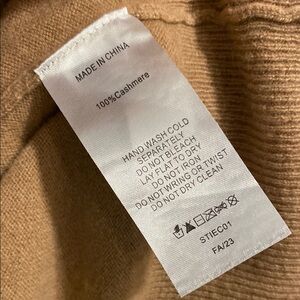 MADE IN CHINA
100%Cashmere
HAND WASH COLD
SEPARATELY
DO NOT BLEACH
LAY FLAT TO DRY
DO NOT IRON
DO NOT WRING OR TWIST
DO NOT DRY CLEAN
STIEC01
FA/23